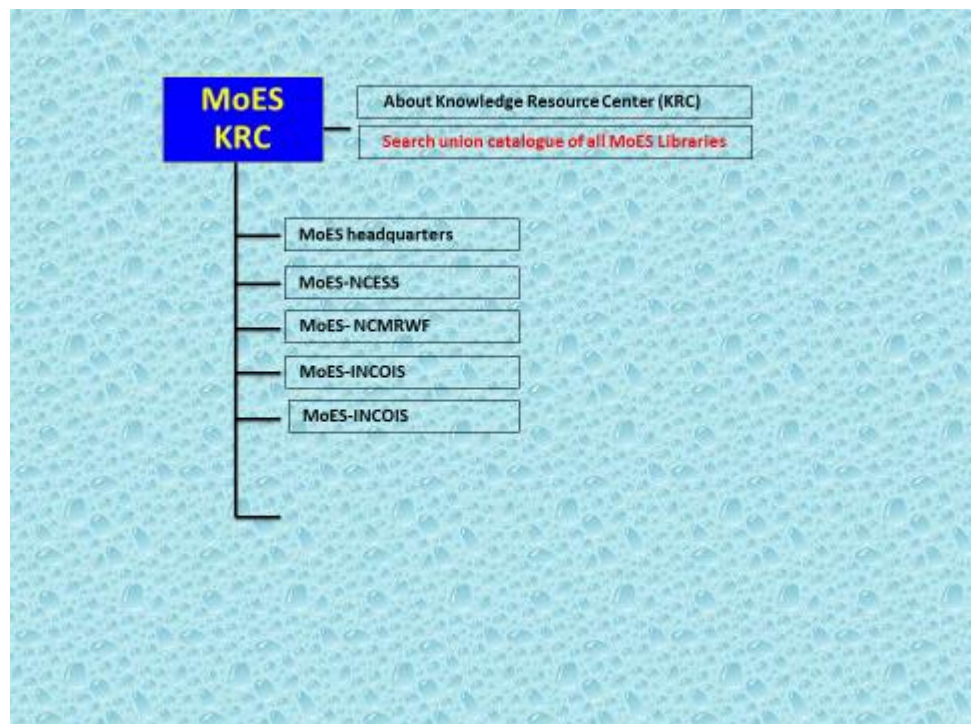 MoES
KRC
About Knowledge Resource Center (KRC)
Search union catalogue of all MoES Libraries
MoES headquarters
MoES-NCESS
MoES- NCMRWF
MoES-INCOIS
MoES-INCOIS